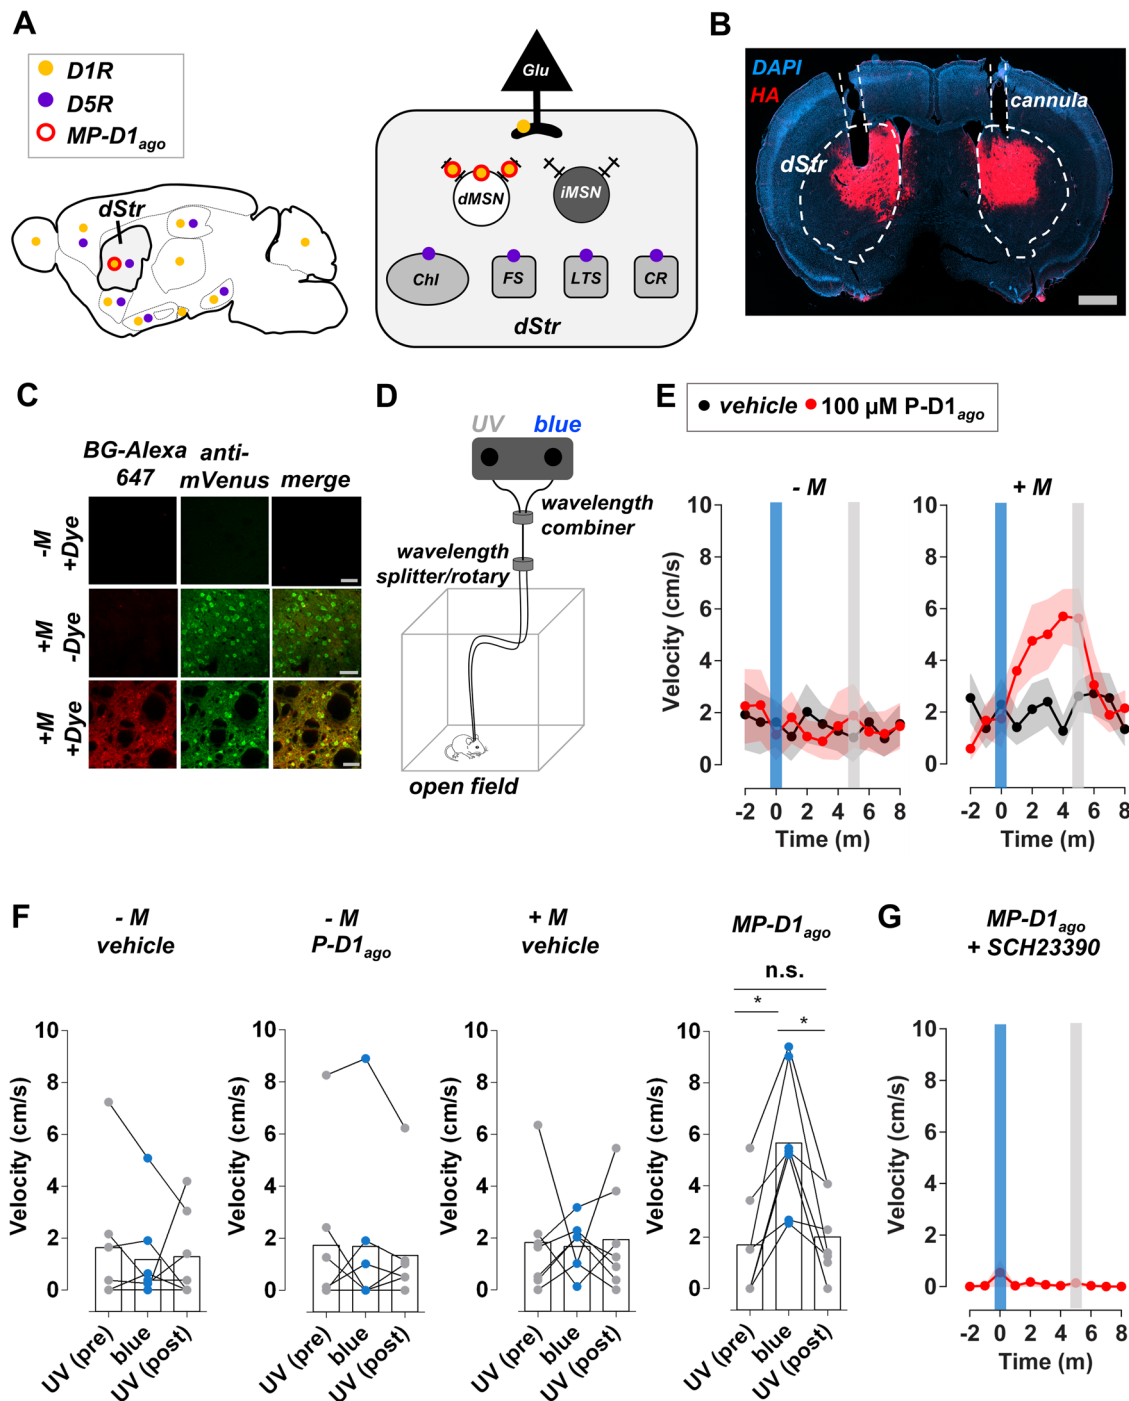 A
D1R
D5R
MP-D1ago
dStr
Glu
dMSN
iMSN
ChI
FS
LTS
CR
dStr
B
DAPI
HA
cannula
dStr
C
BG-Alexa
647
anti-
mVenus
merge
-M
+Dye
+M
-Dye
+M
+Dye
D
UV
blue
wavelength
combiner
wavelength
splitter/rotary
open field
E
vehicle
100 µM P-D1ago
- M
Velocity (cm/s)
10
8
6
4
2
0
-2 0 2 4 6 8
Time (m)
+ M
10
8
6
4
2
0
-2 0 2 4 6 8
Time (m)
F
- M
vehicle
Velocity (cm/s)
10
8
6
4
2
0
UV (pre)
blue
UV (post)
- M
P-D1ago
Velocity (cm/s)
10
8
6
4
2
0
UV (pre)
blue
UV (post)
+ M
vehicle
Velocity (cm/s)
10
8
6
4
2
0
UV (pre)
blue
UV (post)
MP-D1ago
n.s.
*
*
Velocity (cm/s)
10
8
6
4
2
0
UV (pre)
blue
UV (post)
G
MP-D1ago
+ SCH23390
Velocity (cm/s)
10
8
6
4
2
0
-2 0 2 4 6 8
Time (m)